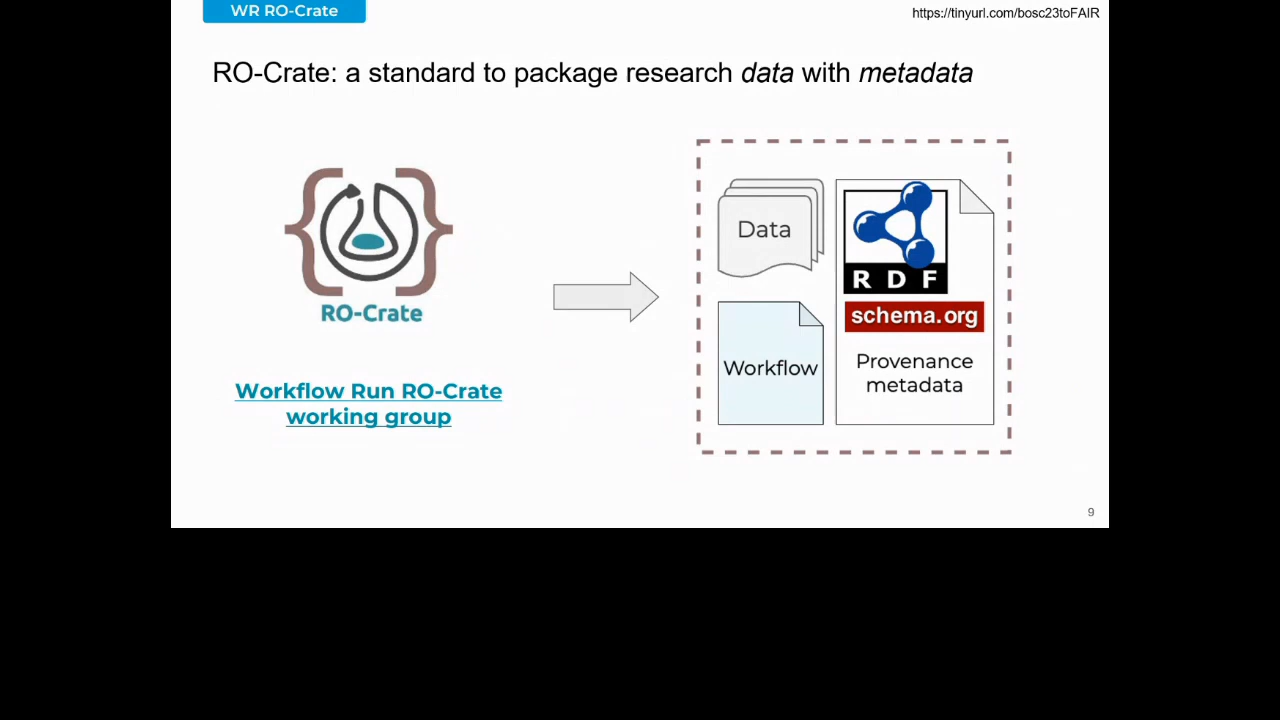 WR RO-Crate
https://tinyurl.com/bosc23toFAIR
RO-Crate: a standard to package research data with metadata
RO-Crate
Workflow Run RO-Crate
working group
Data
Workflow
RDF
schema.org
Provenance
metadata
9